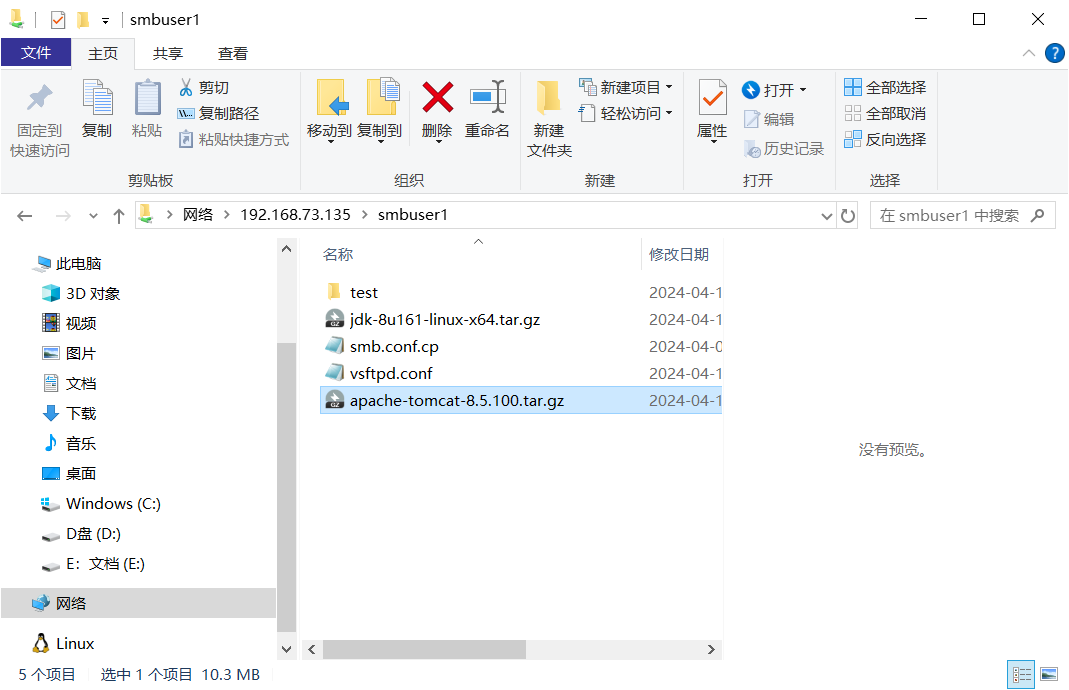 smbuser1
文件 主页 共享 查看
固定到快速访问
复制
粘贴
剪切
复制路径
粘贴快捷方式
剪贴板
移动到
复制到
删除
重命名
组织
新建文件夹
新建项目
轻松访问
新建
属性
打开
编辑
历史记录
打开
全部选择
全部取消
反向选择
选择
网络 192.168.73.135 smbuser1
在 smbuser1 中搜索
此电脑
3D 对象
视频
图片
文档
下载
音乐
桌面
Windows (C:)
D盘 (D:)
E：文档 (E:)
网络
Linux
名称 修改日期
test 2024-04-1
jdk-8u161-linux-x64.tar.gz 2024-04-1
smb.conf.cp 2024-04-0
vsftpd.conf 2024-04-1
apache-tomcat-8.5.100.tar.gz 2024-04-1
没有预览。
5 个项目 选中 1 个项目 10.3 MB